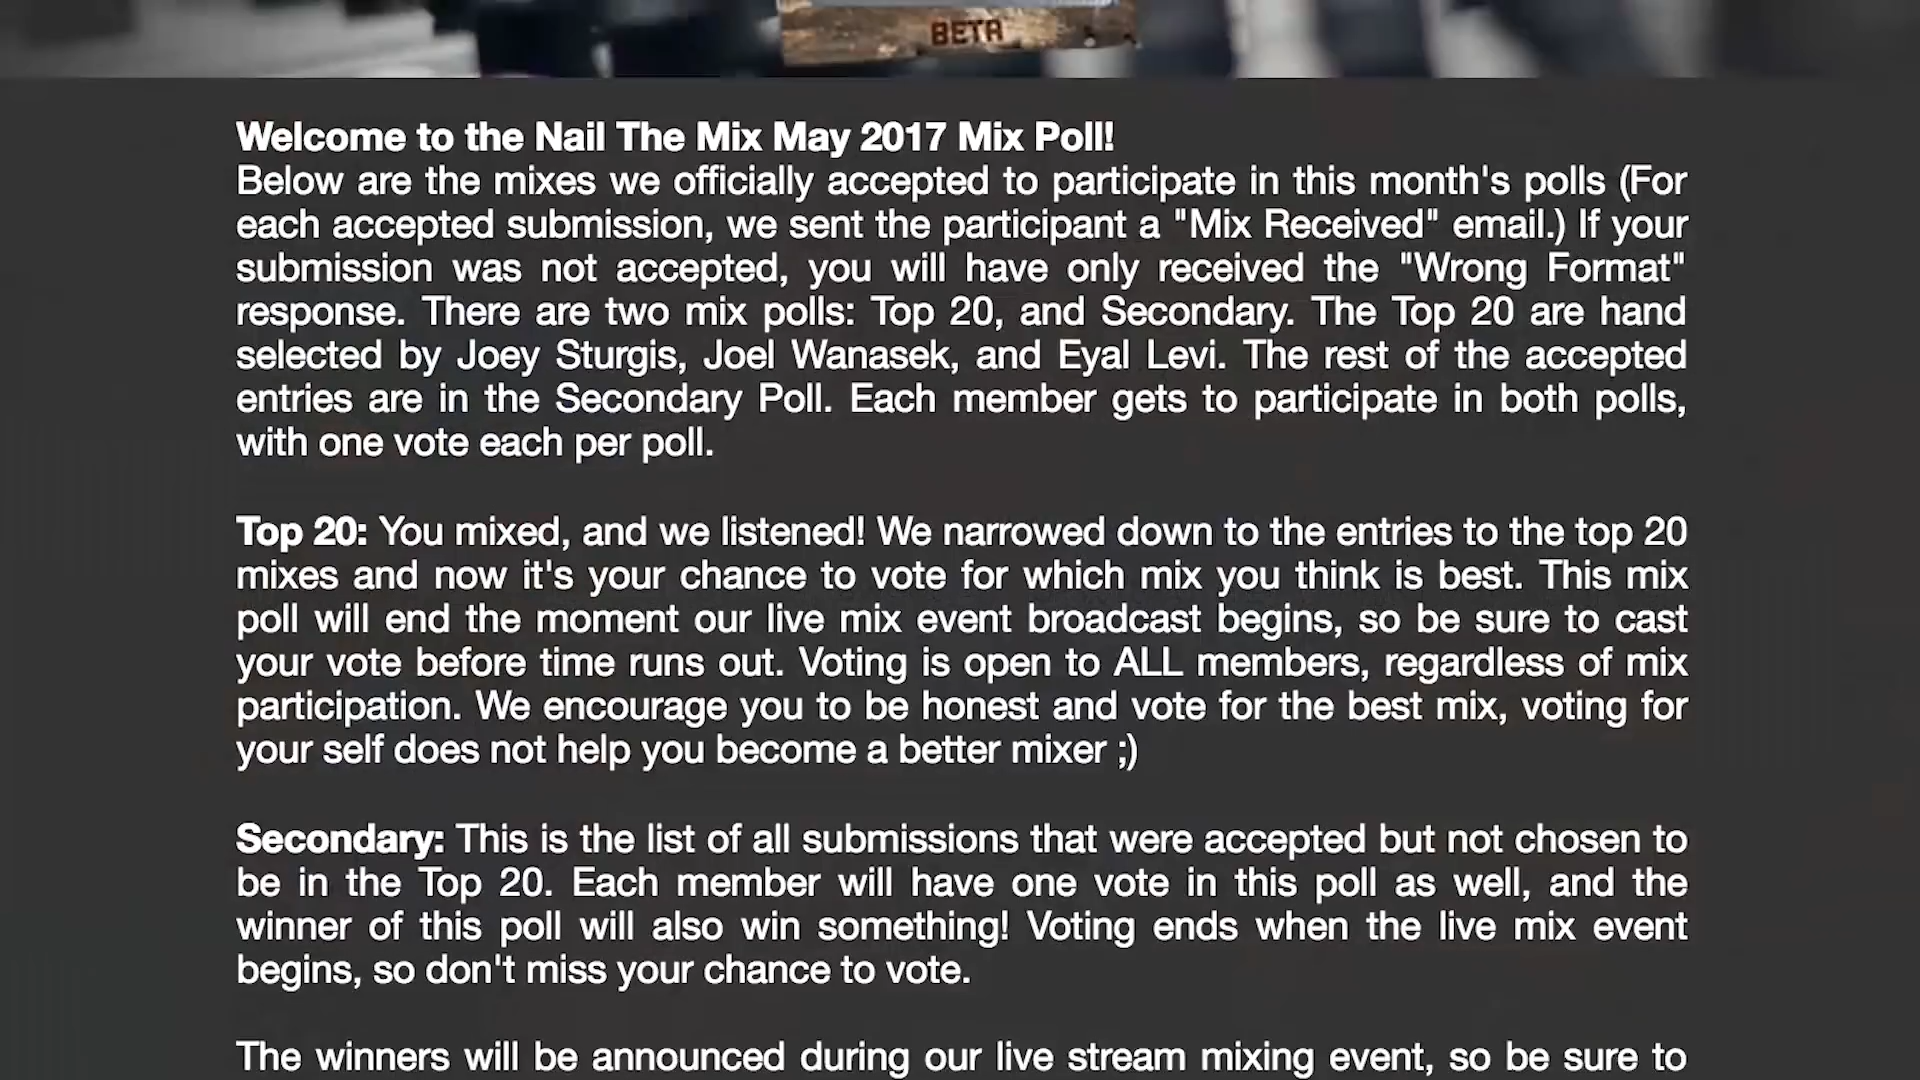 BETA
Welcome to the Nail The Mix May 2017 Mix Poll!
Below are the mixes we officially accepted to participate in this month's polls (For
each accepted submission, we sent the participant a "Mix Received" email.) If your
submission was not accepted, you will have only received the "Wrong Format"
response. There are two mix polls: Top 20, and Secondary. The Top 20 are hand
selected by Joey Sturgis, Joel Wanasek, and Eyal Levi. The rest of the accepted
entries are in the Secondary Poll. Each member gets to participate in both polls,
with one vote each per poll.
Top 20: You mixed, and we listened! We narrowed down to the entries to the top 20
mixes and now it's your chance to vote for which mix you think is best. This mix
poll will end the moment our live mix event broadcast begins, so be sure to cast
your vote before time runs out. Voting is open to ALL members, regardless of mix
participation. We encourage you to be honest and vote for the best mix, voting for
your self does not help you become a better mixer ;)
Secondary: This is the list of all submissions that were accepted but not chosen to
be in the Top 20. Each member will have one vote in this poll as well, and the
winner of this poll will also win something! Voting ends when the live mix event
begins, so don't miss your chance to vote.
The winners will be announced during our live stream mixing event, so be sure to